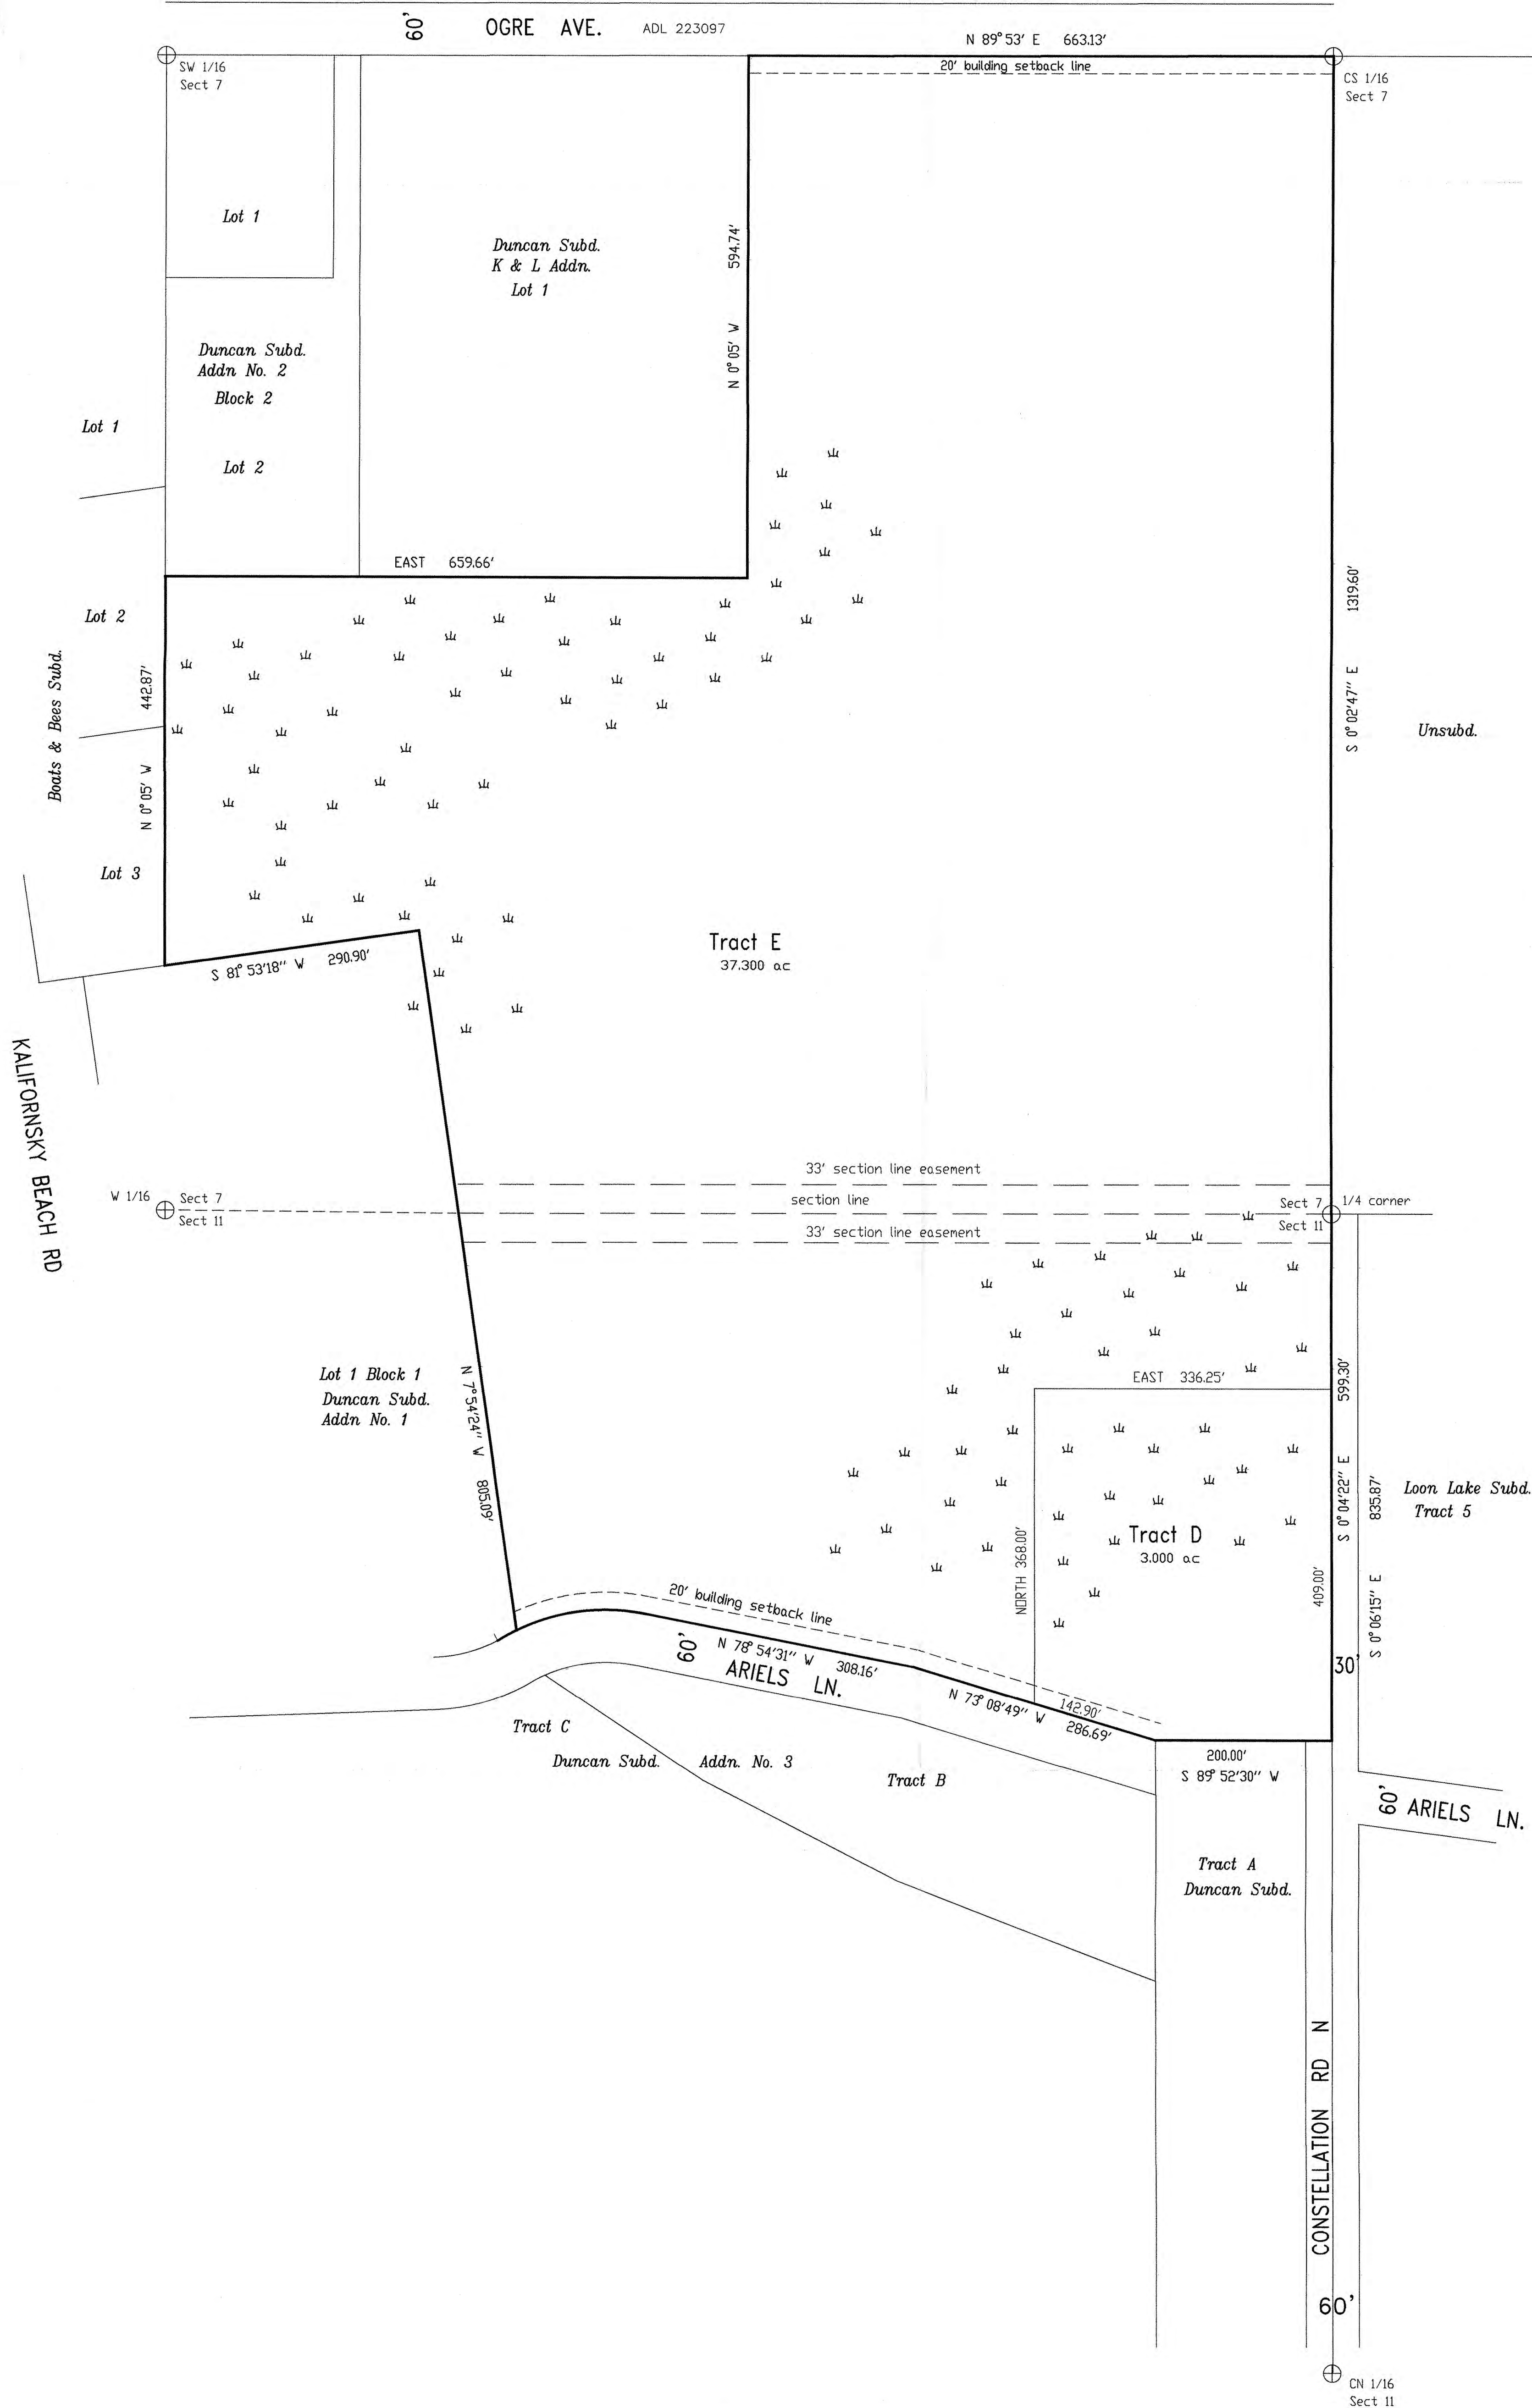 60' OGRE AVE. ADL 223097
N 89° 53' E 663.13'
20' building setback line
SW 1/16
Sect 7
CS 1/16
Sect 7
Lot 1
Duncan Subd.
K & L Addn.
Lot 1
N 0° 05' W 594.74'
Duncan Subd.
Addn No. 2
Block 2
Lot 1
Lot 2
EAST 659.66'
Lot 2
Boats & Bees Subd.
N 0° 05' W 442.87'
S 0° 02'47" E 1319.60'
Unsubd.
Lot 3
Tract E
37.300 ac
S 81° 53'18" W 290.90'
KALIFORNSKY BEACH RD
33' section line easement
W 1/16 Sect 7
Sect 11
section line
Sect 7 1/4 corner
Sect 11
33' section line easement
Lot 1 Block 1
Duncan Subd.
Addn No. 1
N 7° 54'24" W 805.09'
EAST 336.25'
S 0° 04'22" E 599.30'
Loon Lake Subd.
Tract 5
S 0° 06'15" E 835.87'
Tract D
3.000 ac
NORTH 368.00'
409.00'
20' building setback line
60'
N 78° 54'31" W 308.16'
ARIELS LN.
30'
N 73° 08'49" W 286.69'
142.90'
Tract C
Duncan Subd. Addn. No. 3
Tract B
200.00'
S 89° 52'30" W
60' ARIELS LN.
Tract A
Duncan Subd.
CONSTELLATION RD N
60'
CN 1/16
Sect 11